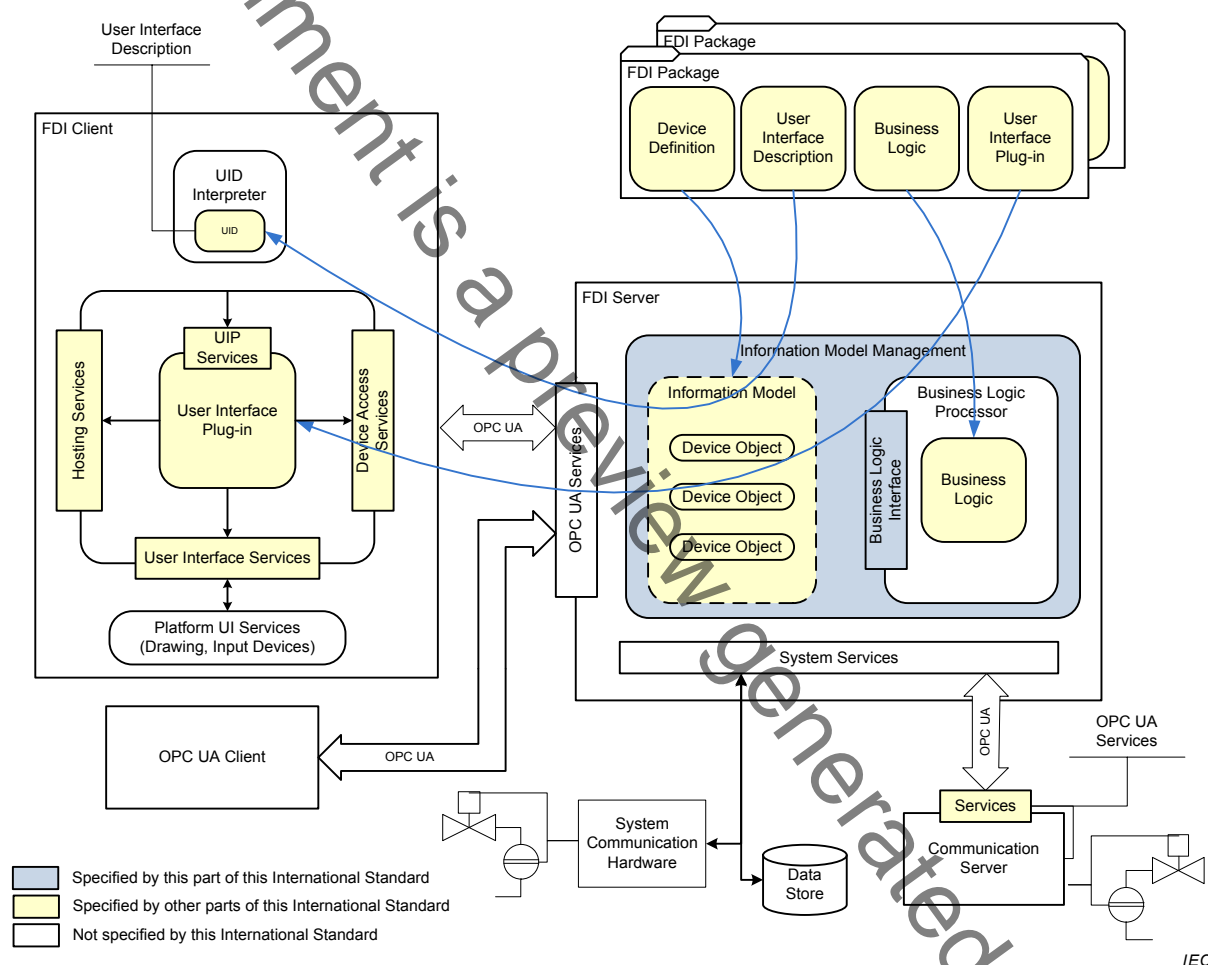 User Interface
Description
FDI Package
FDI Package
Device
Definition
User
Interface
Description
Business
Logic
User
Interface
Plug-in
FDI Client
UID
Interpreter
UID
UIP
Services
Hosting Services
User Interface
Plug-in
Device Access
Services
User Interface Services
Platform UI Services
(Drawing, Input Devices)
OPC UA
OPC UA Services
FDI Server
Information Model Management
Information Model
Device Object
Device Object
Device Object
Business Logic
Processor
Business Logic
Interface
Business
Logic
System Services
OPC UA Client
OPC UA
OPC UA
OPC UA
Services
System
Communication
Hardware
Data
Store
Services
Communication
Server
Specified by this part of this International Standard
Specified by other parts of this International Standard
Not specified by this International Standard
IEC
is a preview generated